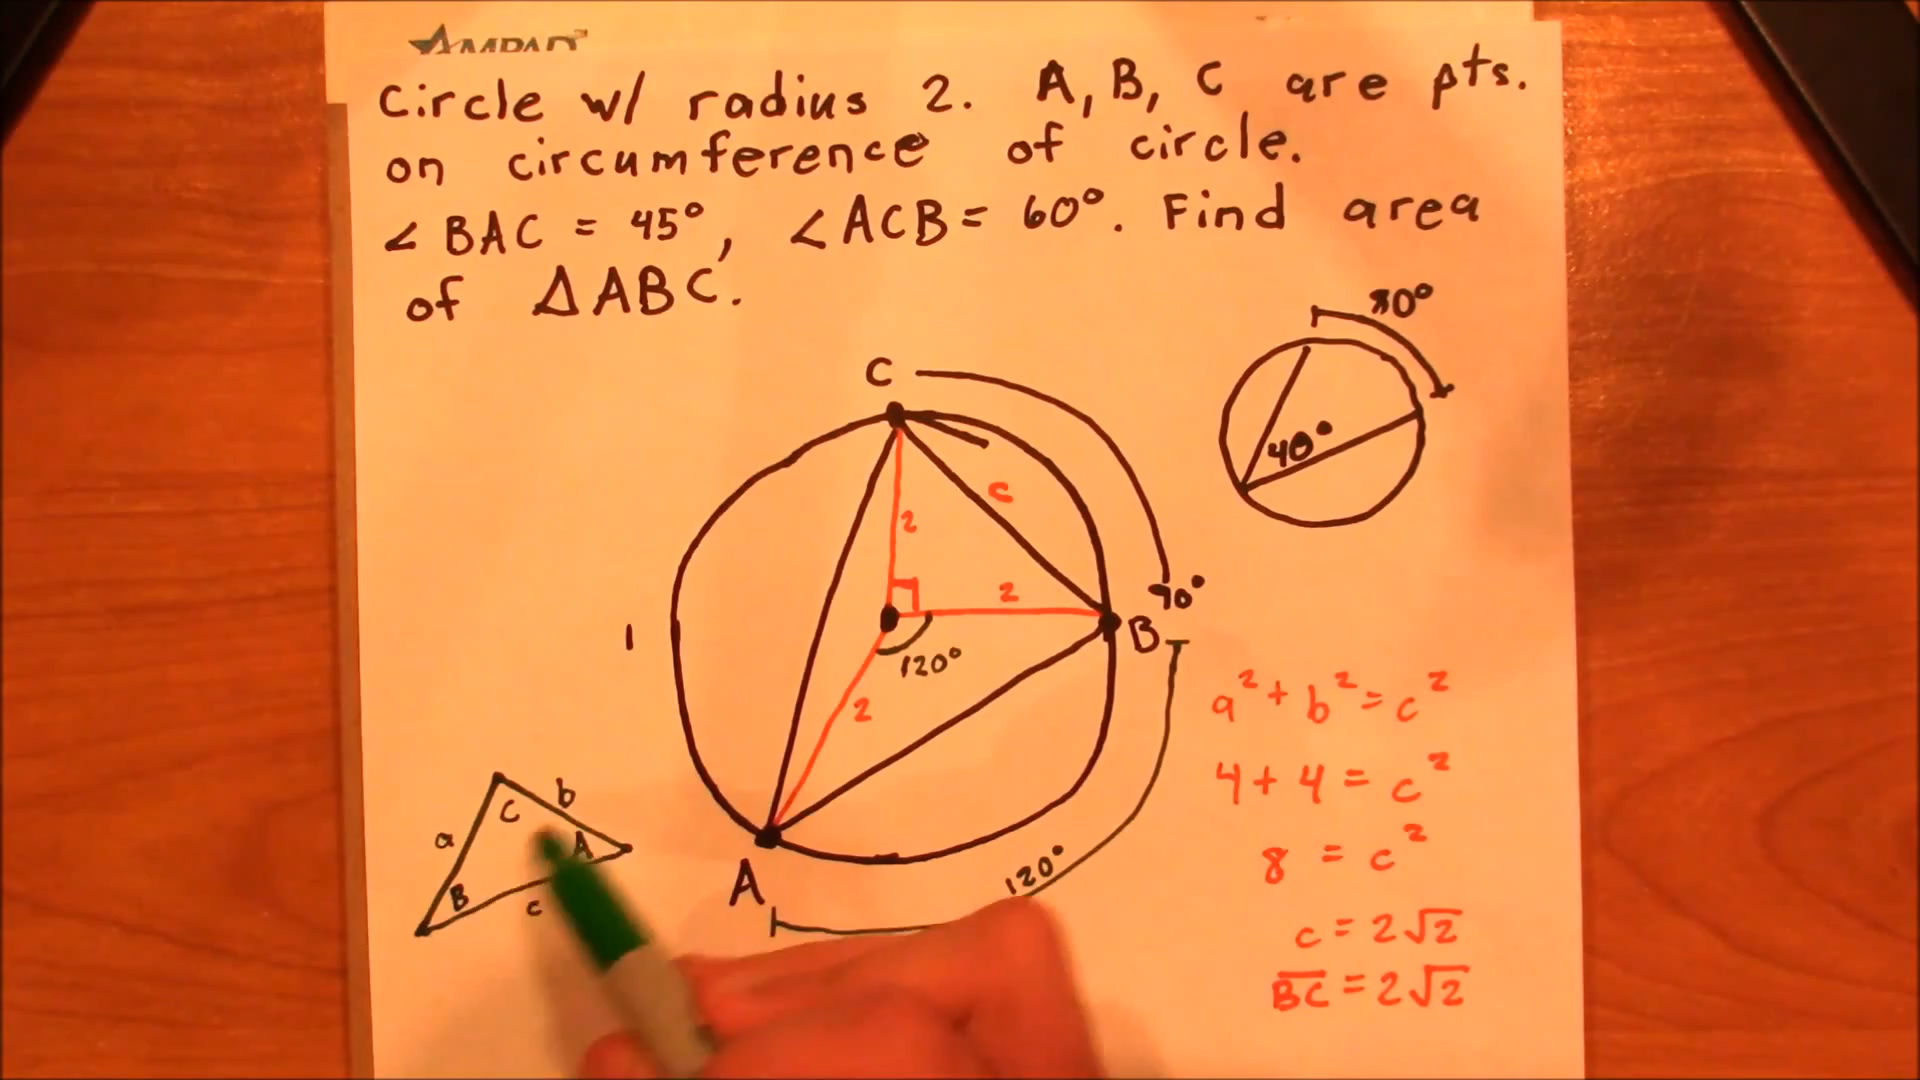 AMPAD
Circle w/ radius 2. A, B, C are pts.
on circumference of circle.
∠BAC = 45°, ∠ACB = 60°. Find area
of ΔABC.
80°
40°
C
c
2
2
90°
B
120°
2
A
120°
1
a
b
C
A
B
c
a² + b² = c²
4 + 4 = c²
8 = c²
c = 2√2
B̅C̅ = 2√2